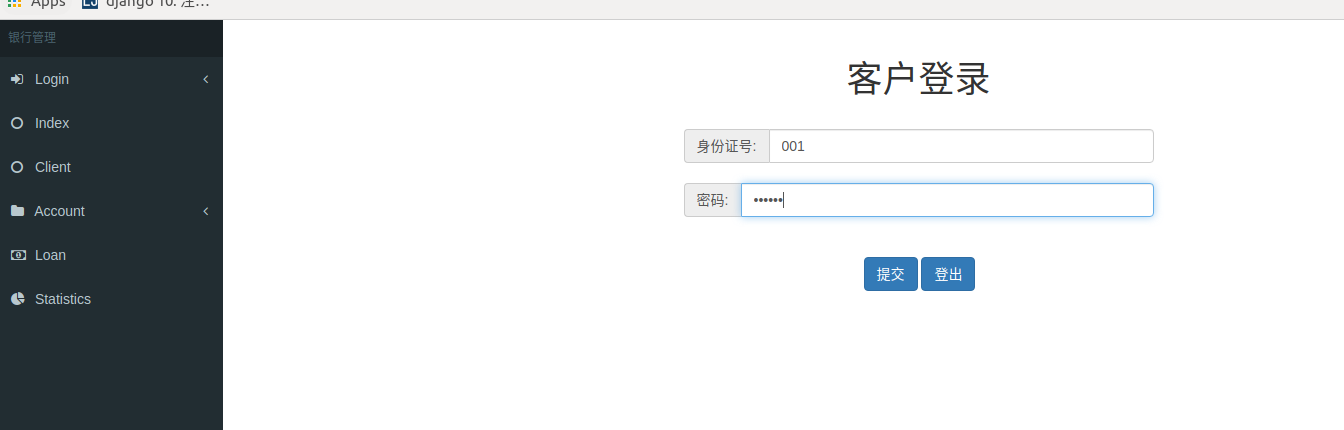 Apps django 10. 注…
银行管理
Login
Index
Client
Account
Loan
Statistics
客户登录
身份证号: 001
密码: ••••••
提交 登出